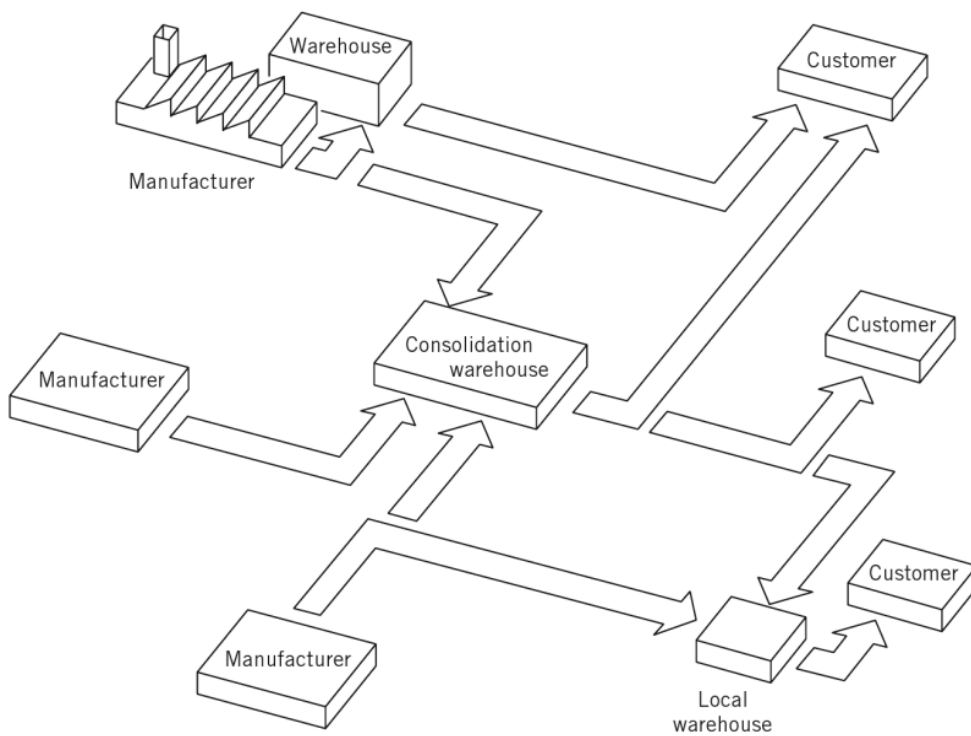 Warehouse
Customer
Manufacturer
Customer
Consolidation
warehouse
Manufacturer
Customer
Manufacturer
Local
warehouse